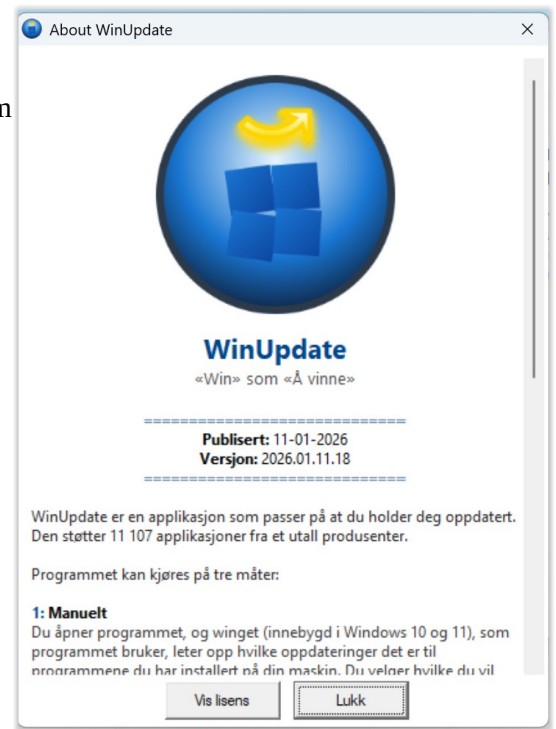 About WinUpdate
WinUpdate
«Win» som «Å vinne»
=============================
Publisert: 11-01-2026
Versjon: 2026.01.11.18
=============================
WinUpdate er en applikasjon som passer på at du holder deg oppdatert.
Den støtter 11 107 applikasjoner fra et utall produsenter.
Programmet kan kjøres på tre måter:
1: Manuelt
Du åpner programmet, og winget (innebygd i Windows 10 og 11), som
programmet bruker, leter opp hvilke oppdateringer det er til
programmene du har installert på din maskin. Du velger hvilke du vil
Vis lisens
Lukk